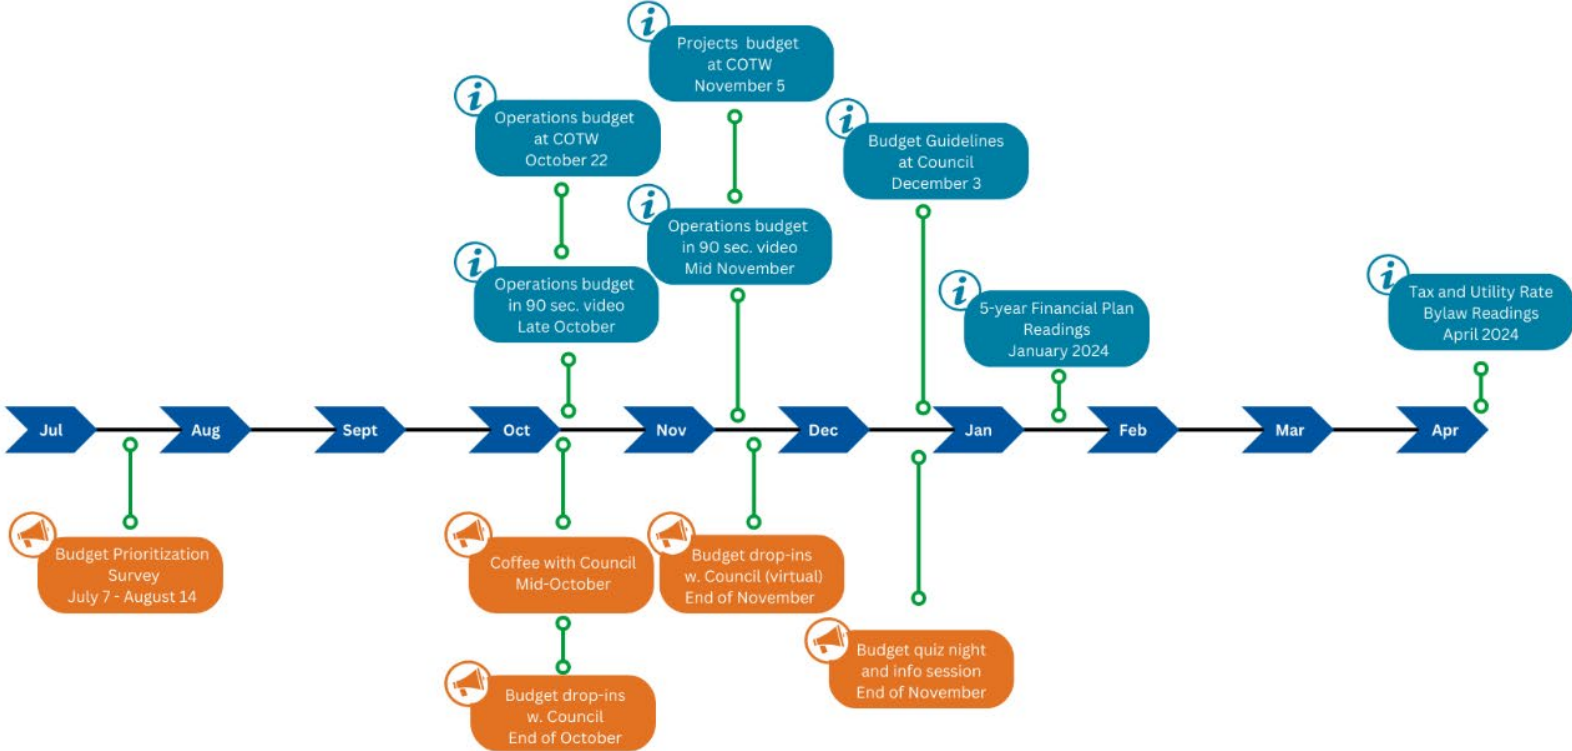 Projects budget
at COTW
November 5
Operations budget
at COTW
October 22
Budget Guidelines
at Council
December 3
Operations budget
in 90 sec. video
Mid November
Operations budget
in 90 sec. video
Late October
5-year Financial Plan
Readings
January 2024
Tax and Utility Rate
Bylaw Readings
April 2024
Jul
Aug
Sept
Oct
Nov
Dec
Jan
Feb
Mar
Apr
Budget Prioritization
Survey
July 7 - August 14
Coffee with Council
Mid-October
Budget drop-ins
w. Council (virtual)
End of November
Budget quiz night
and info session
End of November
Budget drop-ins
w. Council
End of October